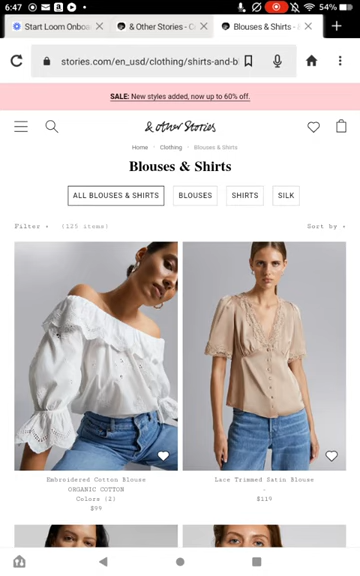 6:47
54%
Start Loom Onboa
& Other Stories - C
Blouses & Shirts -
stories.com/en_usd/clothing/shirts-and-b
SALE: New styles added, now up to 60% off.
& Other Stories
Home - Clothing - Blouses & Shirts
Blouses & Shirts
ALL BLOUSES & SHIRTS
BLOUSES
SHIRTS
SILK
Filter +
(125 items)
Sort by +
Embroidered Cotton Blouse
ORGANIC COTTON
Colors (2)
$99
Lace Trimmed Satin Blouse
-
$119